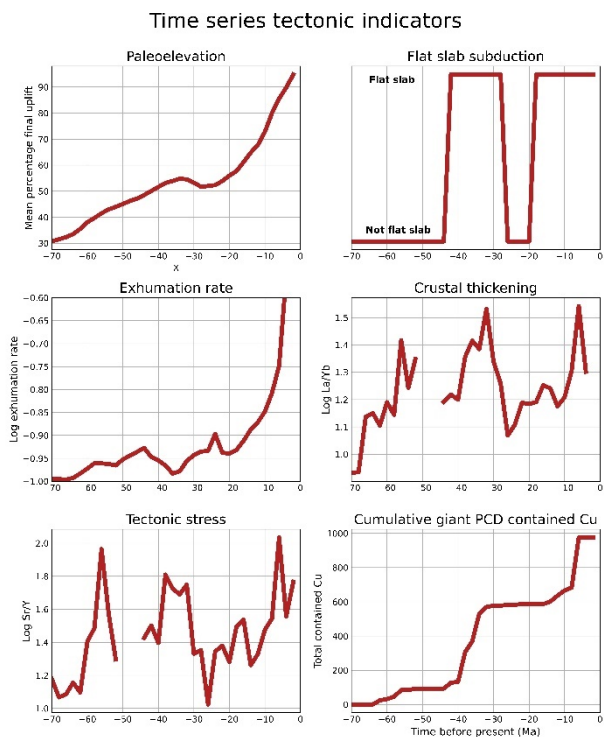 Time series tectonic indicators
Paleoelevation
Mean percentage final uplift
90
80
70
60
50
40
30
−70 −60 −50 −40 −30 −20 −10 0
x
Flat slab subduction
Flat slab
Not flat slab
−70 −60 −50 −40 −30 −20 −10 0
Exhumation rate
Log exhumation rate
−0.60
−0.65
−0.70
−0.75
−0.80
−0.85
−0.90
−0.95
−1.00
−70 −60 −50 −40 −30 −20 −10 0
Crustal thickening
Log La/Yb
1.5
1.4
1.3
1.2
1.1
1.0
−70 −60 −50 −40 −30 −20 −10 0
Tectonic stress
Log Sr/Y
2.0
1.8
1.6
1.4
1.2
1.0
−70 −60 −50 −40 −30 −20 −10 0
Cumulative giant PCD contained Cu
Total contained Cu
1000
800
600
400
200
0
−70 −60 −50 −40 −30 −20 −10 0
Time before present (Ma)